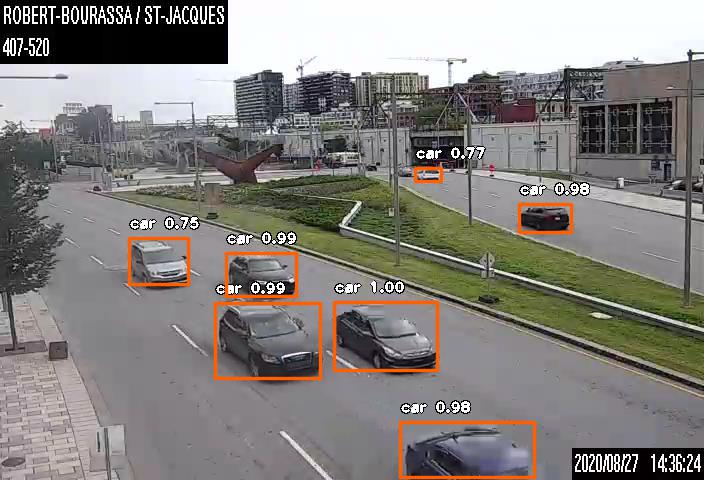 ROBERT-BOURASSA / ST-JACQUES
407-520
car 0.77
car 0.98
car 0.75
car 0.99
car 0.99
car 1.00
car 0.98
2020/08/27 14:36:24